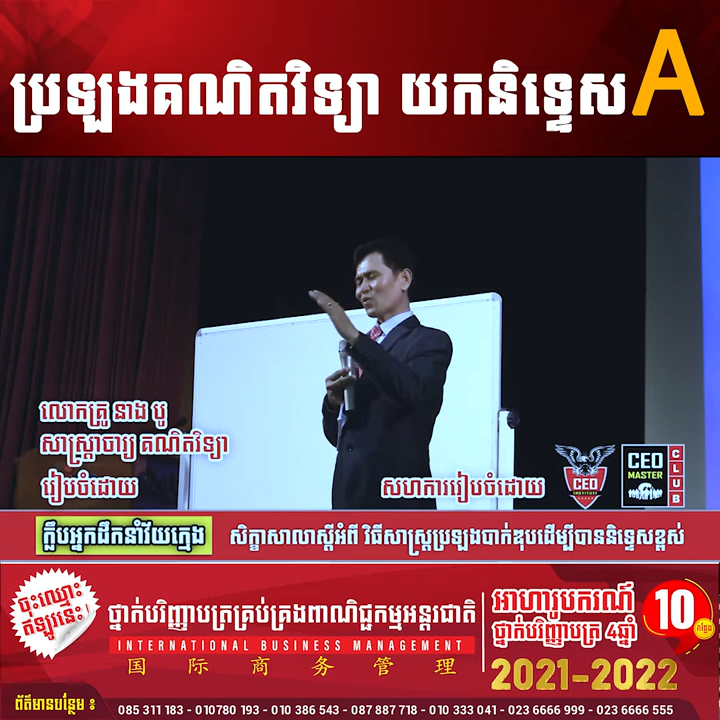 ប្រឡងគណិតវិទ្យា យកនិទ្ទេស A
លោកគ្រូ នាង បូ
សាស្ត្រាចារ្យ គណិតវិទ្យា
រៀបចំដោយ
សហការរៀបចំដោយ
CEO
INSTITUTE
CEO
MASTER
CLUB
ក្លឹបអ្នកដឹកនាំវ័យក្មេង
សិក្ខាសាលាស្តីអំពី វិធីសាស្ត្រប្រឡងបាក់ឌុបដើម្បីបាននិទ្ទេសខ្ពស់
ចុះឈ្មោះ
ឥឡូវនេះ!
ថ្នាក់បរិញ្ញាបត្រគ្រប់គ្រងពាណិជ្ជកម្មអន្តរជាតិ
INTERNATIONAL BUSINESS MANAGEMENT
国际商务管理
អាហារូបករណ៍
ថ្នាក់បរិញ្ញាបត្រ 4ឆ្នាំ
2021-2022
10
កន្លែង
ព័ត៌មានបន្ថែម ៖
085 311 183 - 010780 193 - 010 386 543 - 087 887 718 - 010 333 041 - 023 6666 999 - 023 6666 555